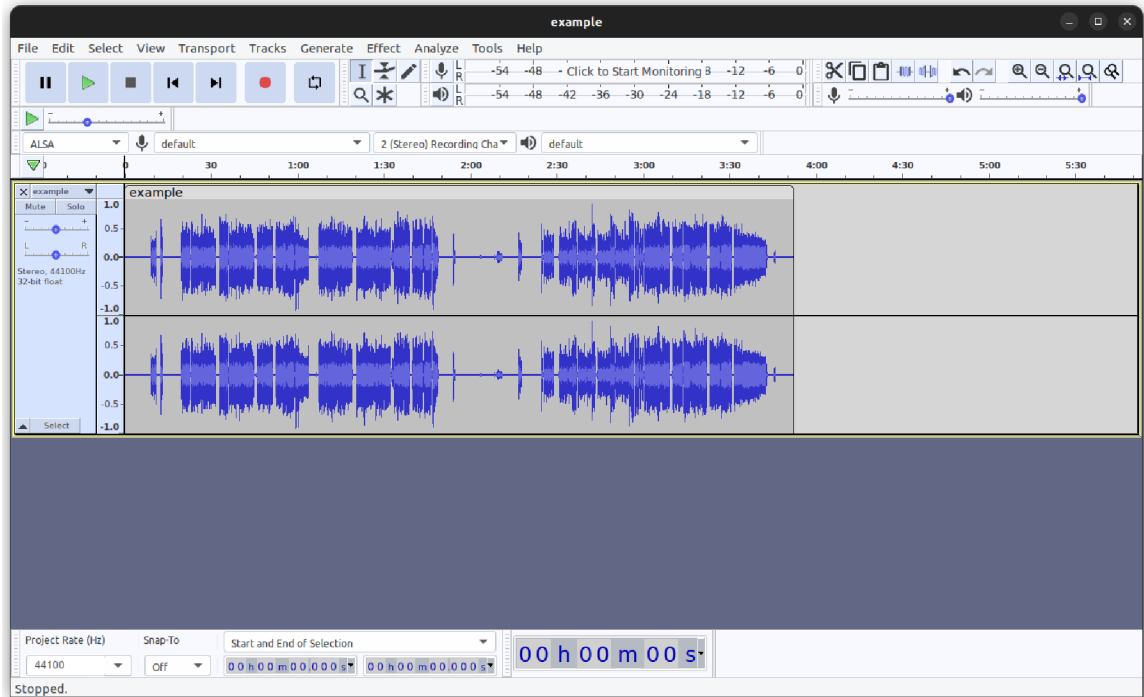 example
File Edit Select View Transport Tracks Generate Effect Analyze Tools Help
L R -54 -48 - Click to Start Monitoring 8 -12 -6 0
L R -54 -48 -42 -36 -30 -24 -18 -12 -6 0
- +
- +
- +
ALSA default 2 (Stereo) Recording Cha default
0 30 1:00 1:30 2:00 2:30 3:00 3:30 4:00 4:30 5:00 5:30
example
example
Mute Solo
- +
L R
Stereo, 44100Hz
32-bit float
Select
1.0
0.5
0.0
-0.5
-1.0
1.0
0.5
0.0
-0.5
-1.0
Project Rate (Hz) Snap-To Start and End of Selection
44100 Off 00 h 00 m 00.000 s 00 h 00 m 00.000 s
00 h 00 m 00 s
Stopped.